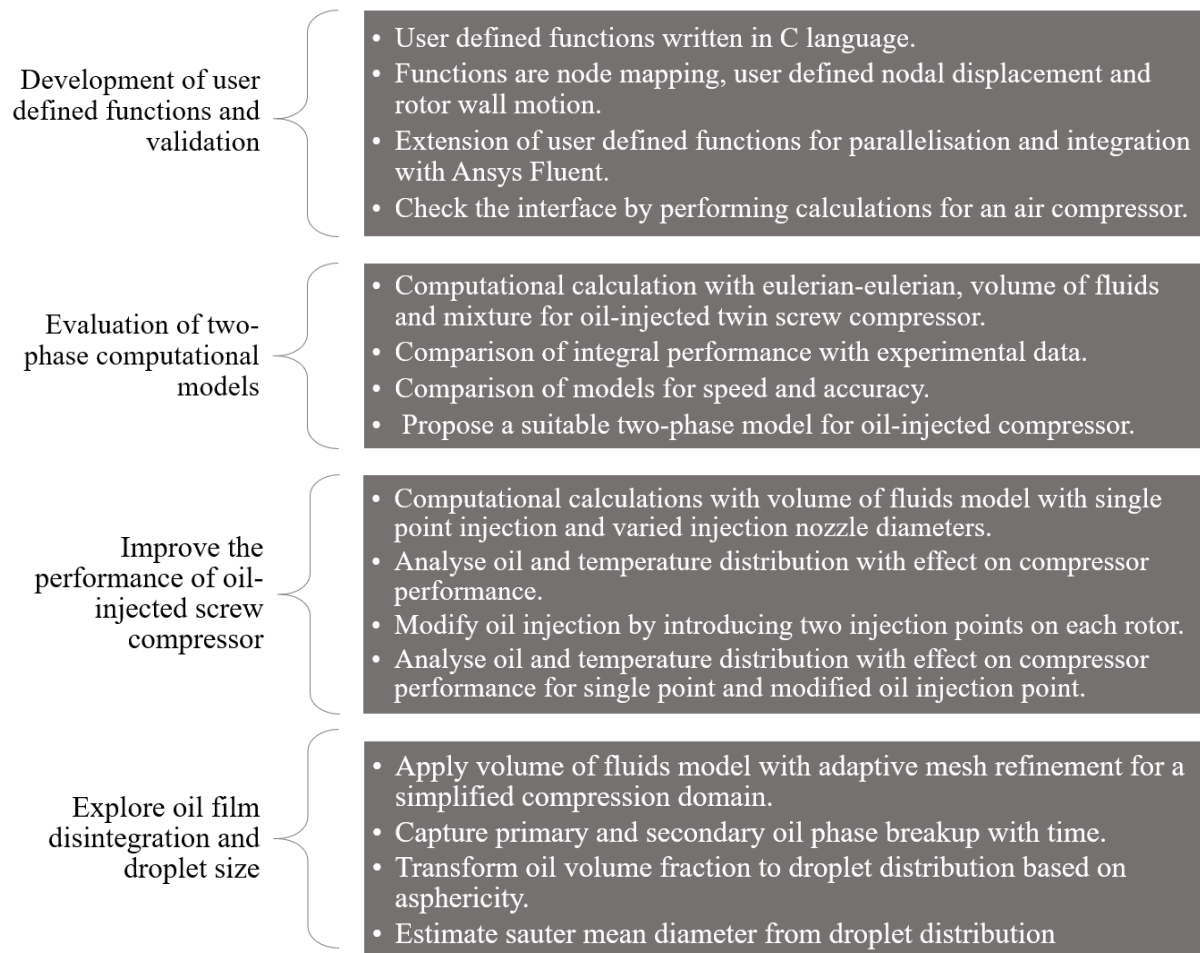 Development of user
defined functions and
validation
• User defined functions written in C language.
• Functions are node mapping, user defined nodal displacement and
rotor wall motion.
• Extension of user defined functions for parallelisation and integration
with Ansys Fluent.
• Check the interface by performing calculations for an air compressor.
Evaluation of two-
phase computational
models
• Computational calculation with eulerian-eulerian, volume of fluids
and mixture for oil-injected twin screw compressor.
• Comparison of integral performance with experimental data.
• Comparison of models for speed and accuracy.
• Propose a suitable two-phase model for oil-injected compressor.
Improve the
performance of oil-
injected screw
compressor
• Computational calculations with volume of fluids model with single
point injection and varied injection nozzle diameters.
• Analyse oil and temperature distribution with effect on compressor
performance.
• Modify oil injection by introducing two injection points on each rotor.
• Analyse oil and temperature distribution with effect on compressor
performance for single point and modified oil injection point.
Explore oil film
disintegration and
droplet size
• Apply volume of fluids model with adaptive mesh refinement for a
simplified compression domain.
• Capture primary and secondary oil phase breakup with time.
• Transform oil volume fraction to droplet distribution based on
asphericity.
• Estimate sauter mean diameter from droplet distribution